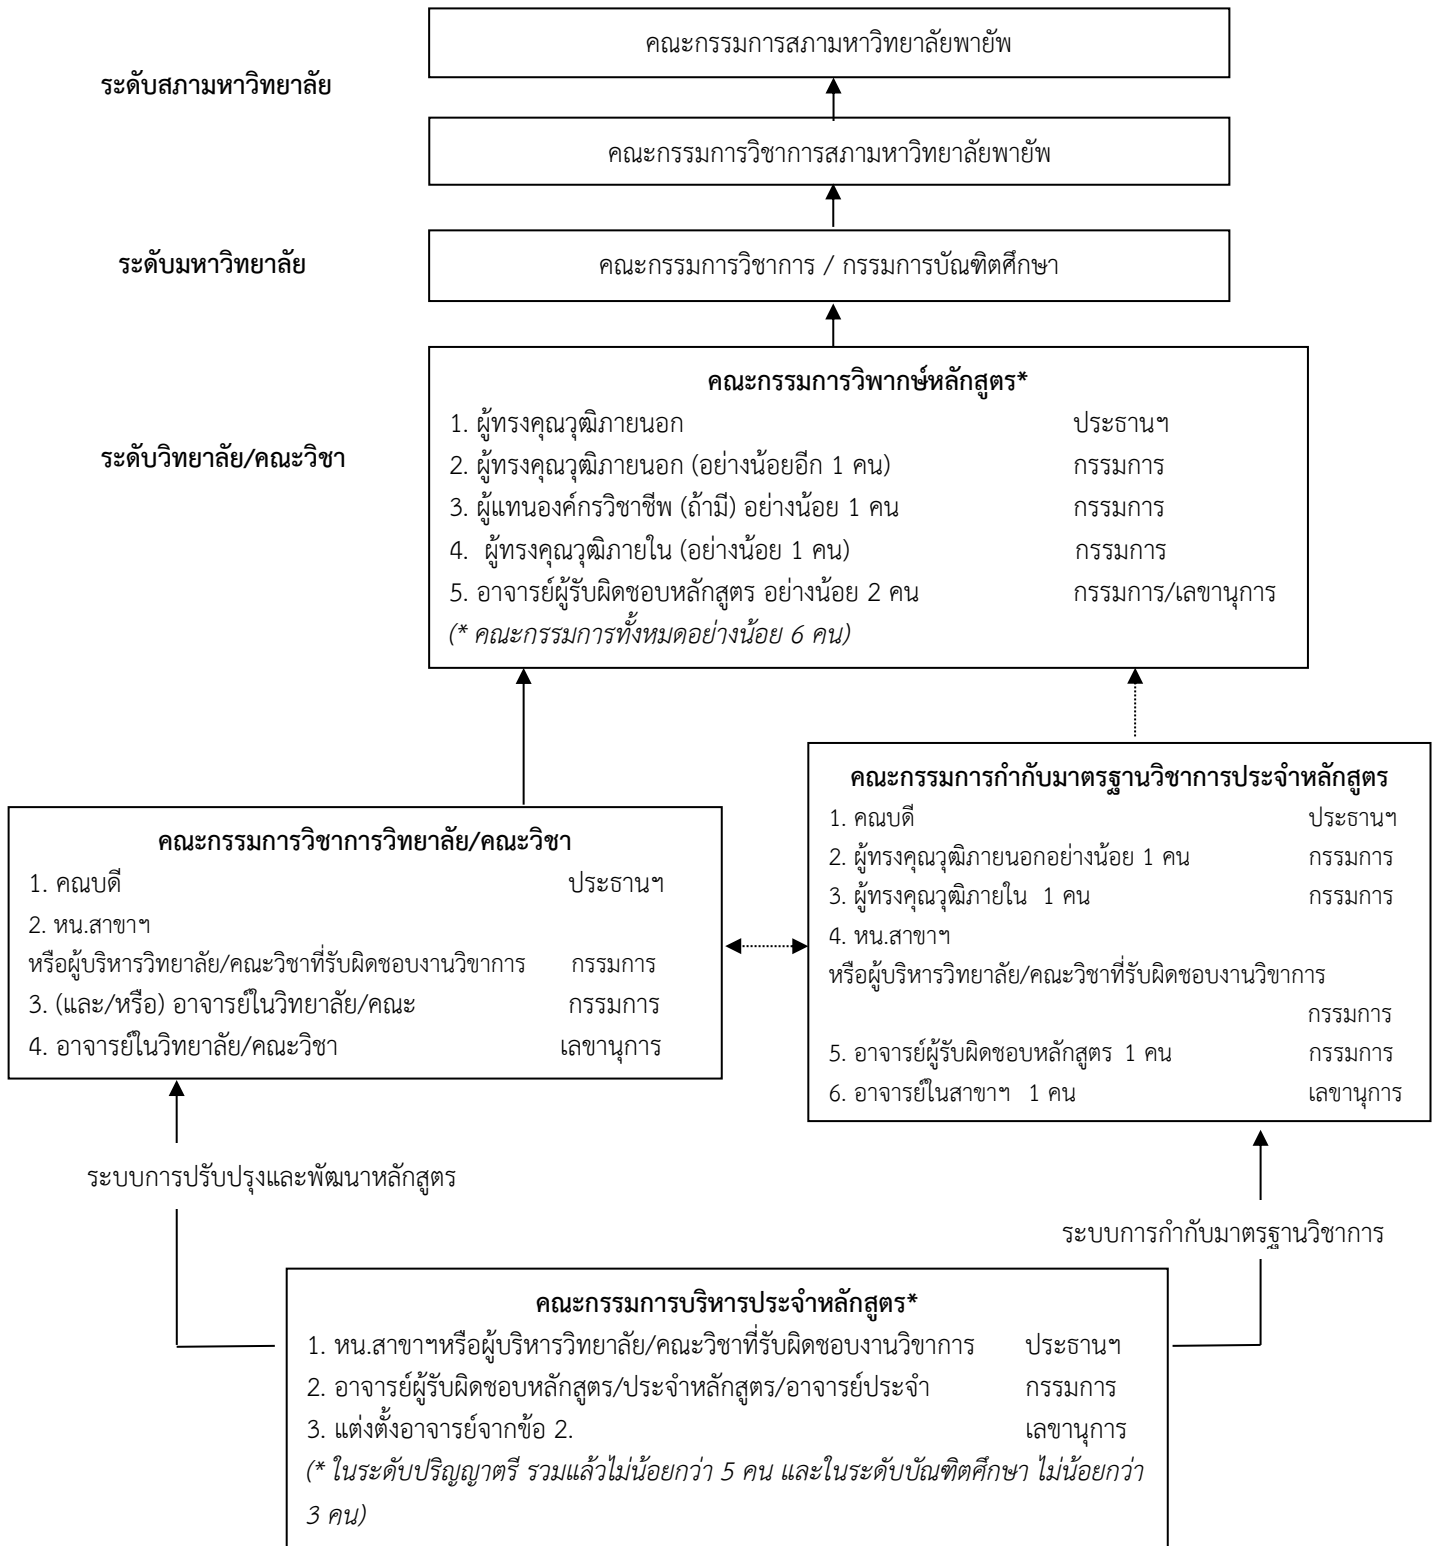 คณะกรรมการสภามหาวิทยาลัยพายัพ
ระดับสภามหาวิทยาลัย
คณะกรรมการวิชาการสภามหาวิทยาลัยพายัพ
ระดับมหาวิทยาลัย
คณะกรรมการวิชาการ / กรรมการบัณฑิตศึกษา
คณะกรรมการวิพากษ์หลักสูตร*
1. ผู้ทรงคุณวุฒิภายนอก ประธานฯ
ระดับวิทยาลัย/คณะวิชา
2. ผู้ทรงคุณวุฒิภายนอก (อย่างน้อยอีก 1 คน) กรรมการ
3. ผู้แทนองค์กรวิชาชีพ (ถ้ามี) อย่างน้อย 1 คน กรรมการ
4. ผู้ทรงคุณวุฒิภายใน (อย่างน้อย 1 คน) กรรมการ
5. อาจารย์ผู้รับผิดชอบหลักสูตร อย่างน้อย 2 คน กรรมการ/เลขานุการ
(* คณะกรรมการทั้งหมดอย่างน้อย 6 คน)
คณะกรรมการวิชาการวิทยาลัย/คณะวิชา
1. คณบดี ประธานฯ
2. หน.สาขาฯ
หรือผู้บริหารวิทยาลัย/คณะวิชาที่รับผิดชอบงานวิขาการ กรรมการ
3. (และ/หรือ) อาจารย์ในวิทยาลัย/คณะ กรรมการ
4. อาจารย์ในวิทยาลัย/คณะวิชา เลขานุการ
คณะกรรมการกำกับมาตรฐานวิชาการประจำหลักสูตร
1. คณบดี ประธานฯ
2. ผู้ทรงคุณวุฒิภายนอกอย่างน้อย 1 คน กรรมการ
3. ผู้ทรงคุณวุฒิภายใน 1 คน กรรมการ
4. หน.สาขาฯ
หรือผู้บริหารวิทยาลัย/คณะวิชาที่รับผิดชอบงานวิขาการ
กรรมการ
5. อาจารย์ผู้รับผิดชอบหลักสูตร 1 คน กรรมการ
6. อาจารย์ในสาขาฯ 1 คน เลขานุการ
ระบบการปรับปรุงและพัฒนาหลักสูตร
ระบบการกำกับมาตรฐานวิชาการ
คณะกรรมการบริหารประจำหลักสูตร*
1. หน.สาขาฯหรือผู้บริหารวิทยาลัย/คณะวิชาที่รับผิดชอบงานวิขาการ ประธานฯ
2. อาจารย์ผู้รับผิดชอบหลักสูตร/ประจำหลักสูตร/อาจารย์ประจำ กรรมการ
3. แต่งตั้งอาจารย์จากข้อ 2. เลขานุการ
(* ในระดับปริญญาตรี รวมแล้วไม่น้อยกว่า 5 คน และในระดับบัณฑิตศึกษา ไม่น้อยกว่า
3 คน)